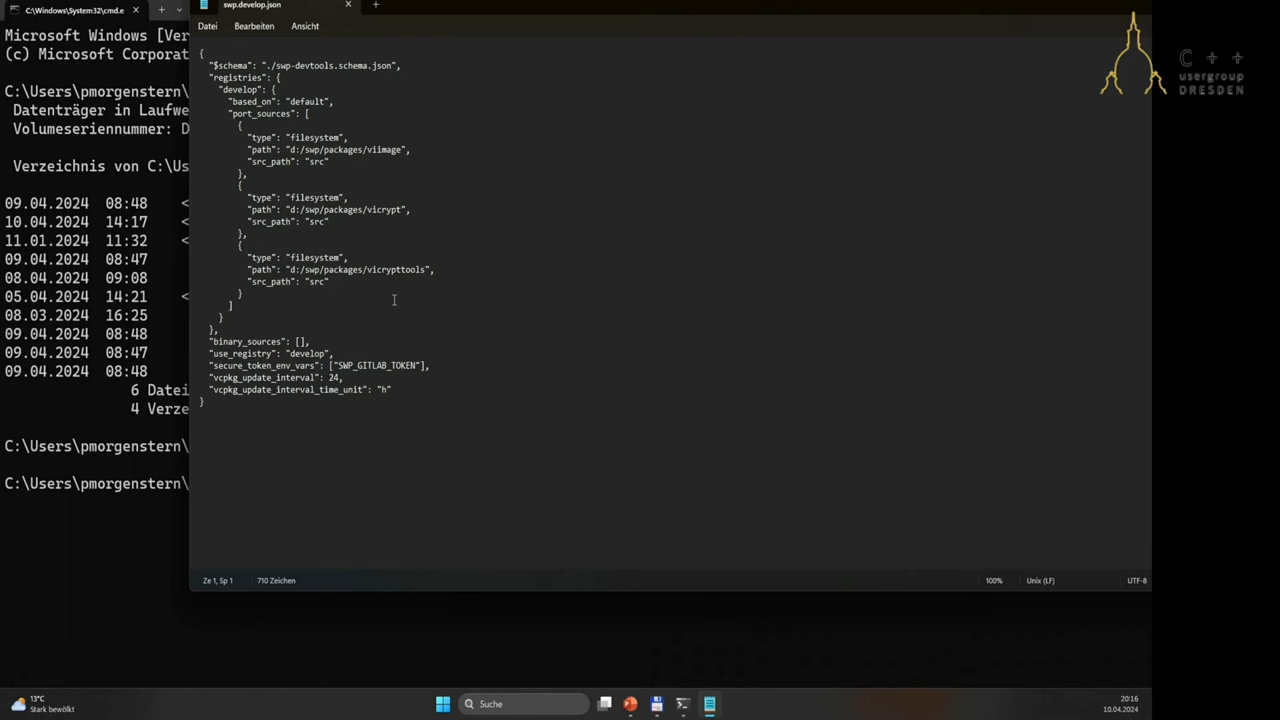 C:\Windows\System32\cmd.e
Microsoft Windows [Ver
(c) Microsoft Corporat
C:\Users\pmorgenstern\
Datenträger in Laufwe
Volumeseriennummer: D
Verzeichnis von C:\Us
09.04.2024 08:48 <
10.04.2024 14:17 <
11.01.2024 11:32 <
09.04.2024 08:47
08.04.2024 09:08
05.04.2024 14:21 <
08.03.2024 16:25
09.04.2024 08:48
09.04.2024 08:47
09.04.2024 08:48
6 Datei
4 Verze
C:\Users\pmorgenstern\
C:\Users\pmorgenstern\
swp.develop.json
Datei Bearbeiten Ansicht
{
"$schema": "./swp-devtools.schema.json",
"registries": {
"develop": {
"based_on": "default",
"port_sources": [
{
"type": "filesystem",
"path": "d:/swp/packages/viimage",
"src_path": "src"
},
{
"type": "filesystem",
"path": "d:/swp/packages/vicrypt",
"src_path": "src"
},
{
"type": "filesystem",
"path": "d:/swp/packages/vicrypttools",
"src_path": "src"
}
]
}
},
"binary_sources": [],
"use_registry": "develop",
"secure_token_env_vars": ["SWP_GITLAB_TOKEN"],
"vcpkg_update_interval": 24,
"vcpkg_update_interval_time_unit": "h"
}
Ze 1, Sp 1 710 Zeichen 100% Unix (LF) UTF-8
C++
usergroup
DRESDEN
13°C
Stark bewölkt
Suche
20:16
10.04.2024